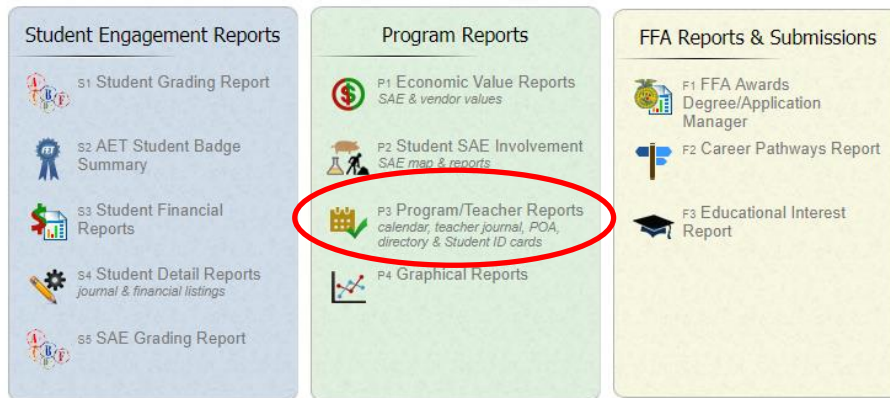 Student Engagement Reports
S1 Student Grading Report
S2 AET Student Badge
Summary
S3 Student Financial
Reports
S4 Student Detail Reports
journal & financial listings
S5 SAE Grading Report
Program Reports
P1 Economic Value Reports
SAE & vendor values
P2 Student SAE Involvement
SAE map & reports
P3 Program/Teacher Reports
calendar, teacher journal, POA,
directory & Student ID cards
P4 Graphical Reports
FFA Reports & Submissions
F1 FFA Awards
Degree/Application
Manager
F2 Career Pathways Report
F3 Educational Interest
Report